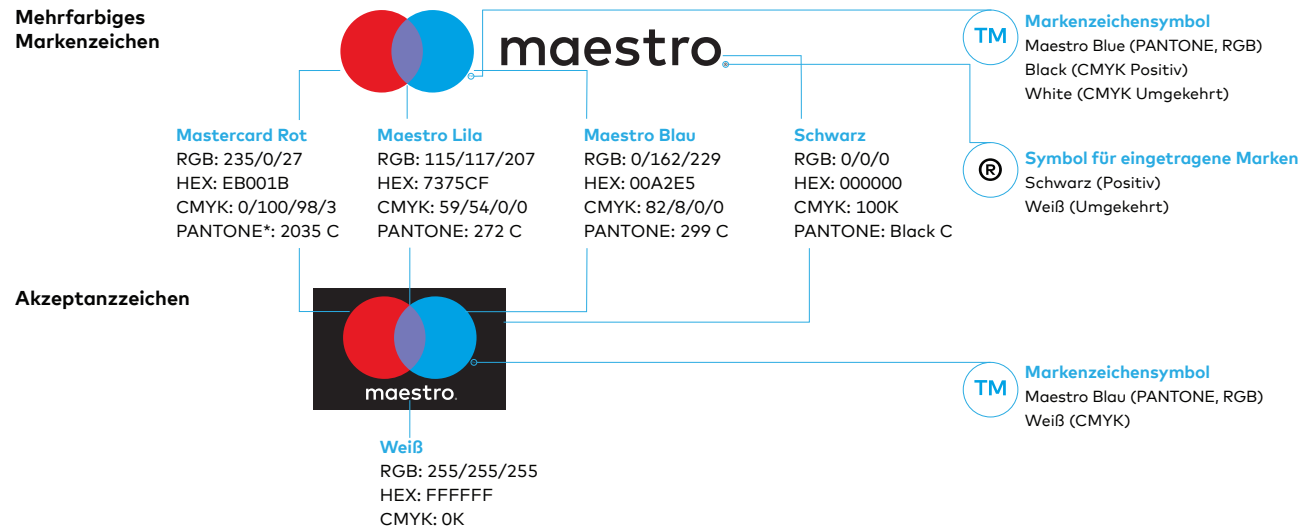 Mehrfarbiges
Markenzeichen
maestro®
TM
Markenzeichensymbol
Maestro Blue (PANTONE, RGB)
Black (CMYK Positiv)
White (CMYK Umgekehrt)
®
Symbol für eingetragene Marken
Schwarz (Positiv)
Weiß (Umgekehrt)
Mastercard Rot
RGB: 235/0/27
HEX: EB001B
CMYK: 0/100/98/3
PANTONE*: 2035 C
Maestro Lila
RGB: 115/117/207
HEX: 7375CF
CMYK: 59/54/0/0
PANTONE: 272 C
Maestro Blau
RGB: 0/162/229
HEX: 00A2E5
CMYK: 82/8/0/0
PANTONE: 299 C
Schwarz
RGB: 0/0/0
HEX: 000000
CMYK: 100K
PANTONE: Black C
Akzeptanzzeichen
maestro.
TM
Markenzeichensymbol
Maestro Blau (PANTONE, RGB)
Weiß (CMYK)
Weiß
RGB: 255/255/255
HEX: FFFFFF
CMYK: 0K